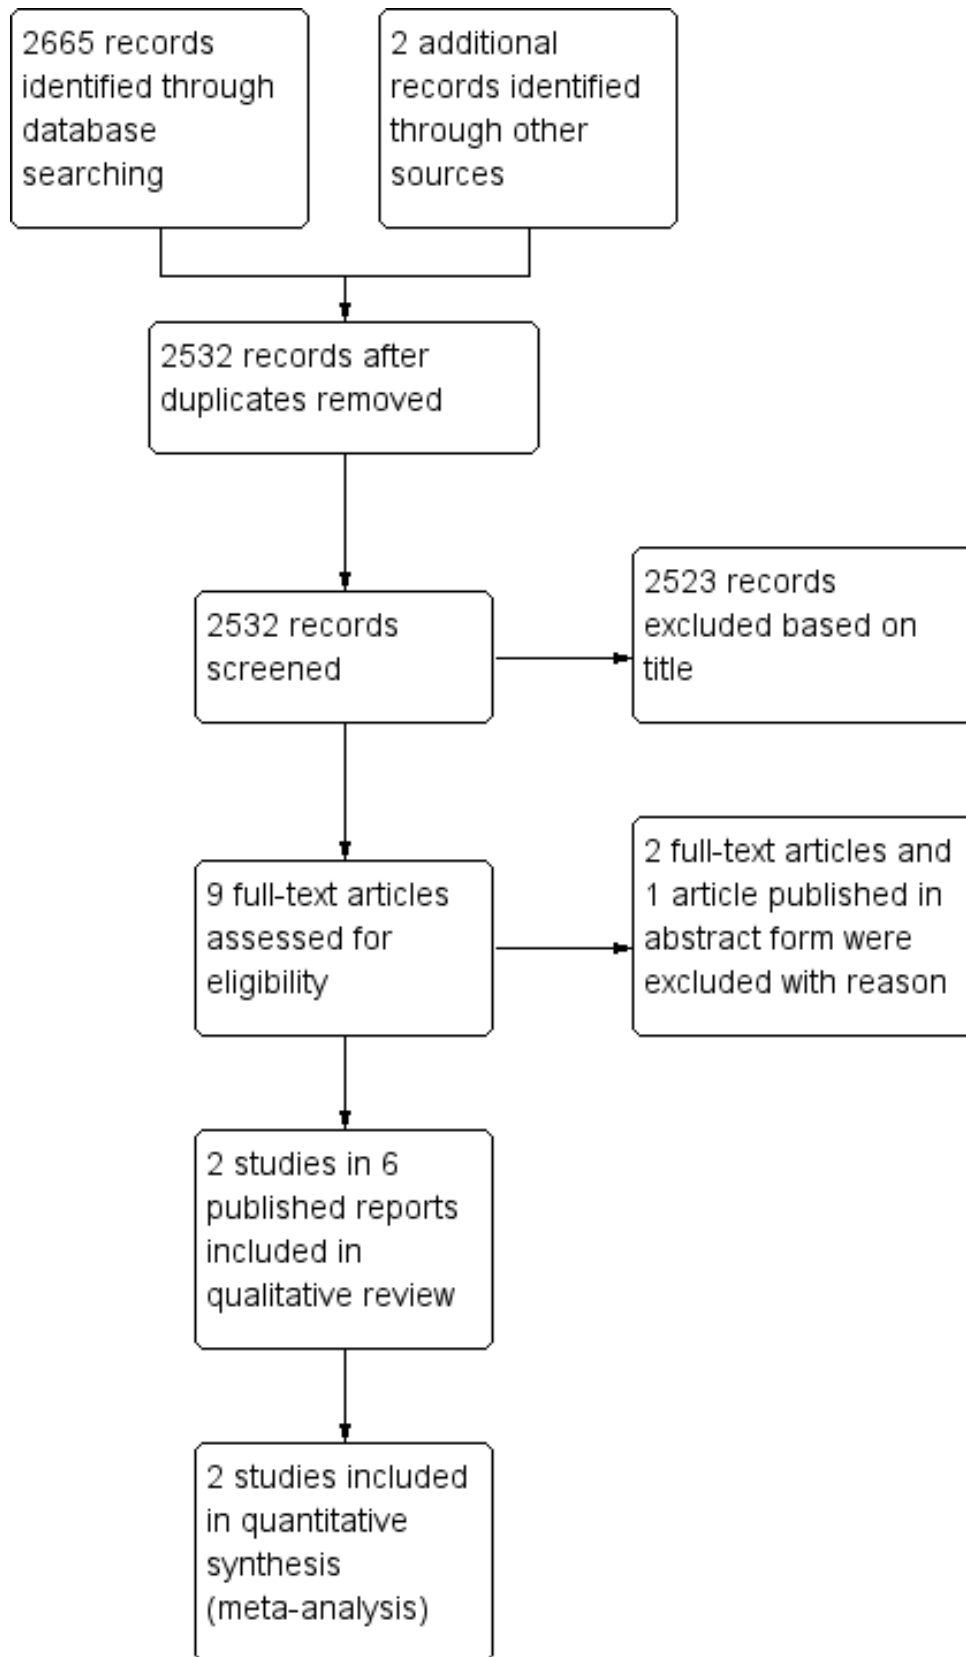 2665 records
identified through
database
searching
2 additional
records identified
through other
sources
2532 records after
duplicates removed
2532 records
screened
2523 records
excluded based on
title
9 full-text articles
assessed for
eligibility
2 full-text articles and
1 article published in
abstract form were
excluded with reason
2 studies in 6
published reports
included in
qualitative review
2 studies included
in quantitative
synthesis
(meta-analysis)